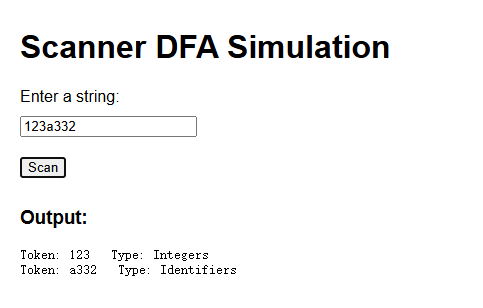 Scanner DFA Simulation
Enter a string:
123a332
Scan
Output:
Token: 123   Type: Integers
Token: a332   Type: Identifiers